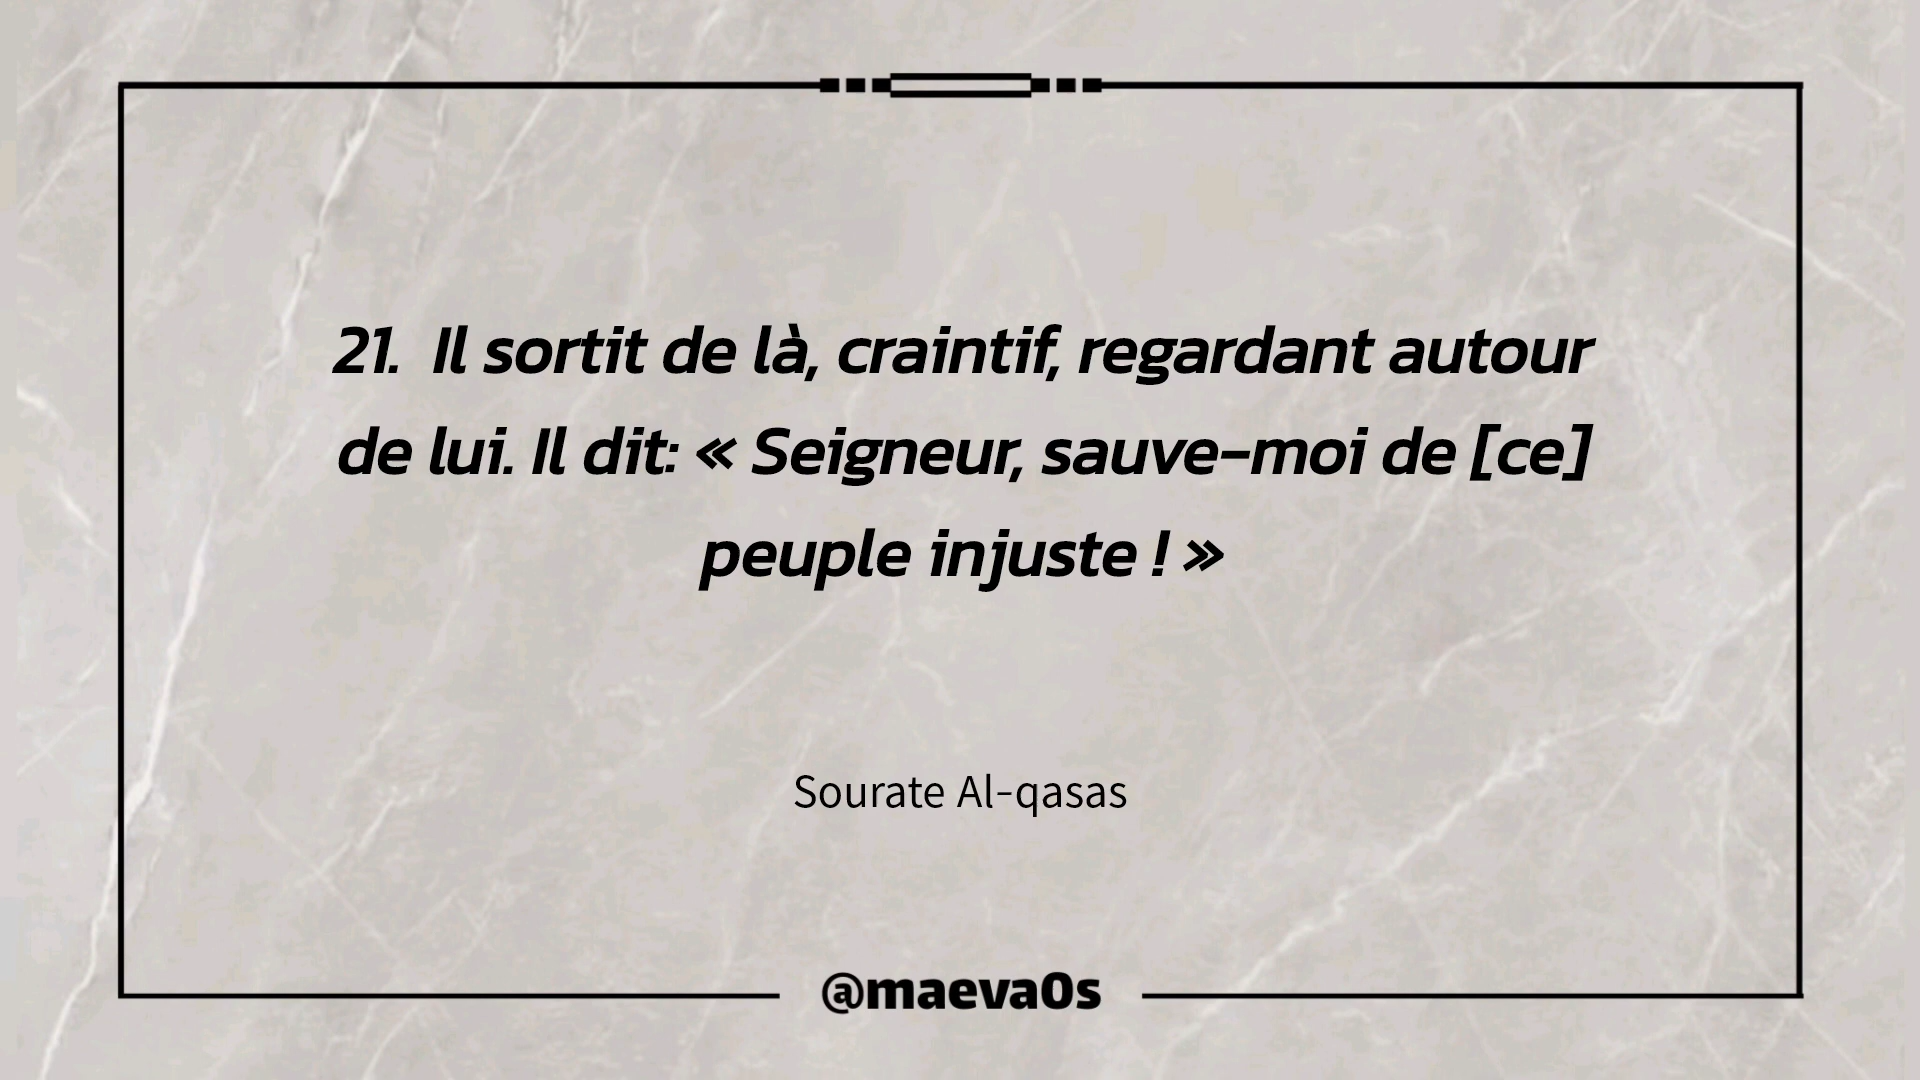 21. Il sortit de là, craintif, regardant autour
de lui. Il dit: « Seigneur, sauve-moi de [ce]
peuple injuste ! »
Sourate Al-qasas
@maeva0s